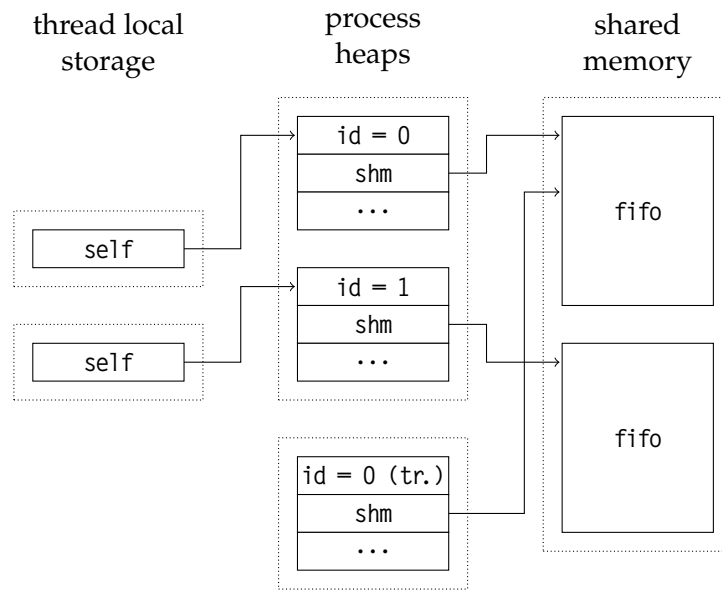 thread local
storage
process
heaps
shared
memory
self
self
id = 0
shm
...
id = 1
shm
...
id = 0 (tr.)
shm
...
fifo
fifo